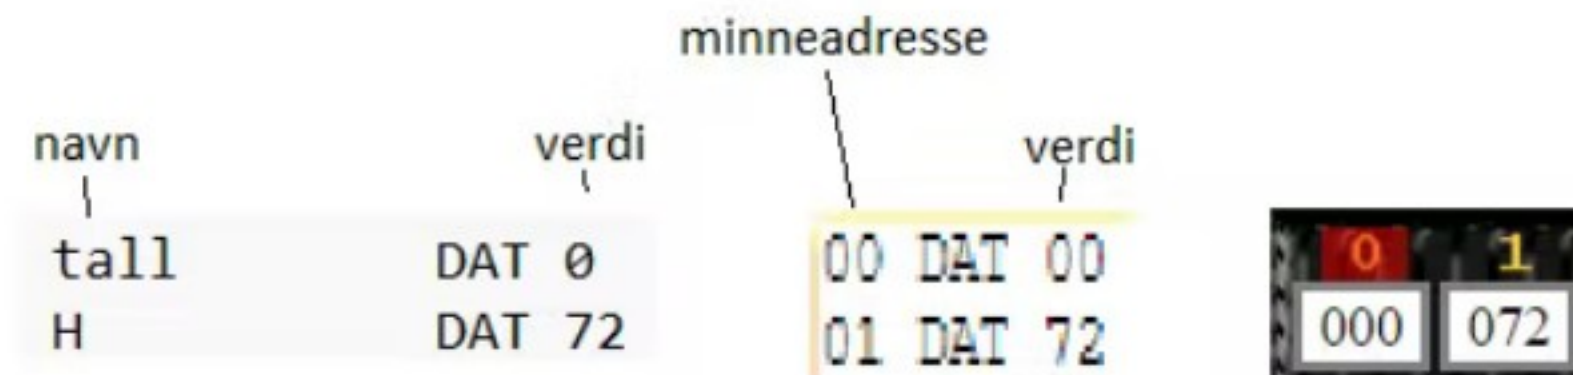 minneadresse
navn verdi verdi
tall DAT 0 00 DAT 00 0 1
H DAT 72 01 DAT 72 000 072